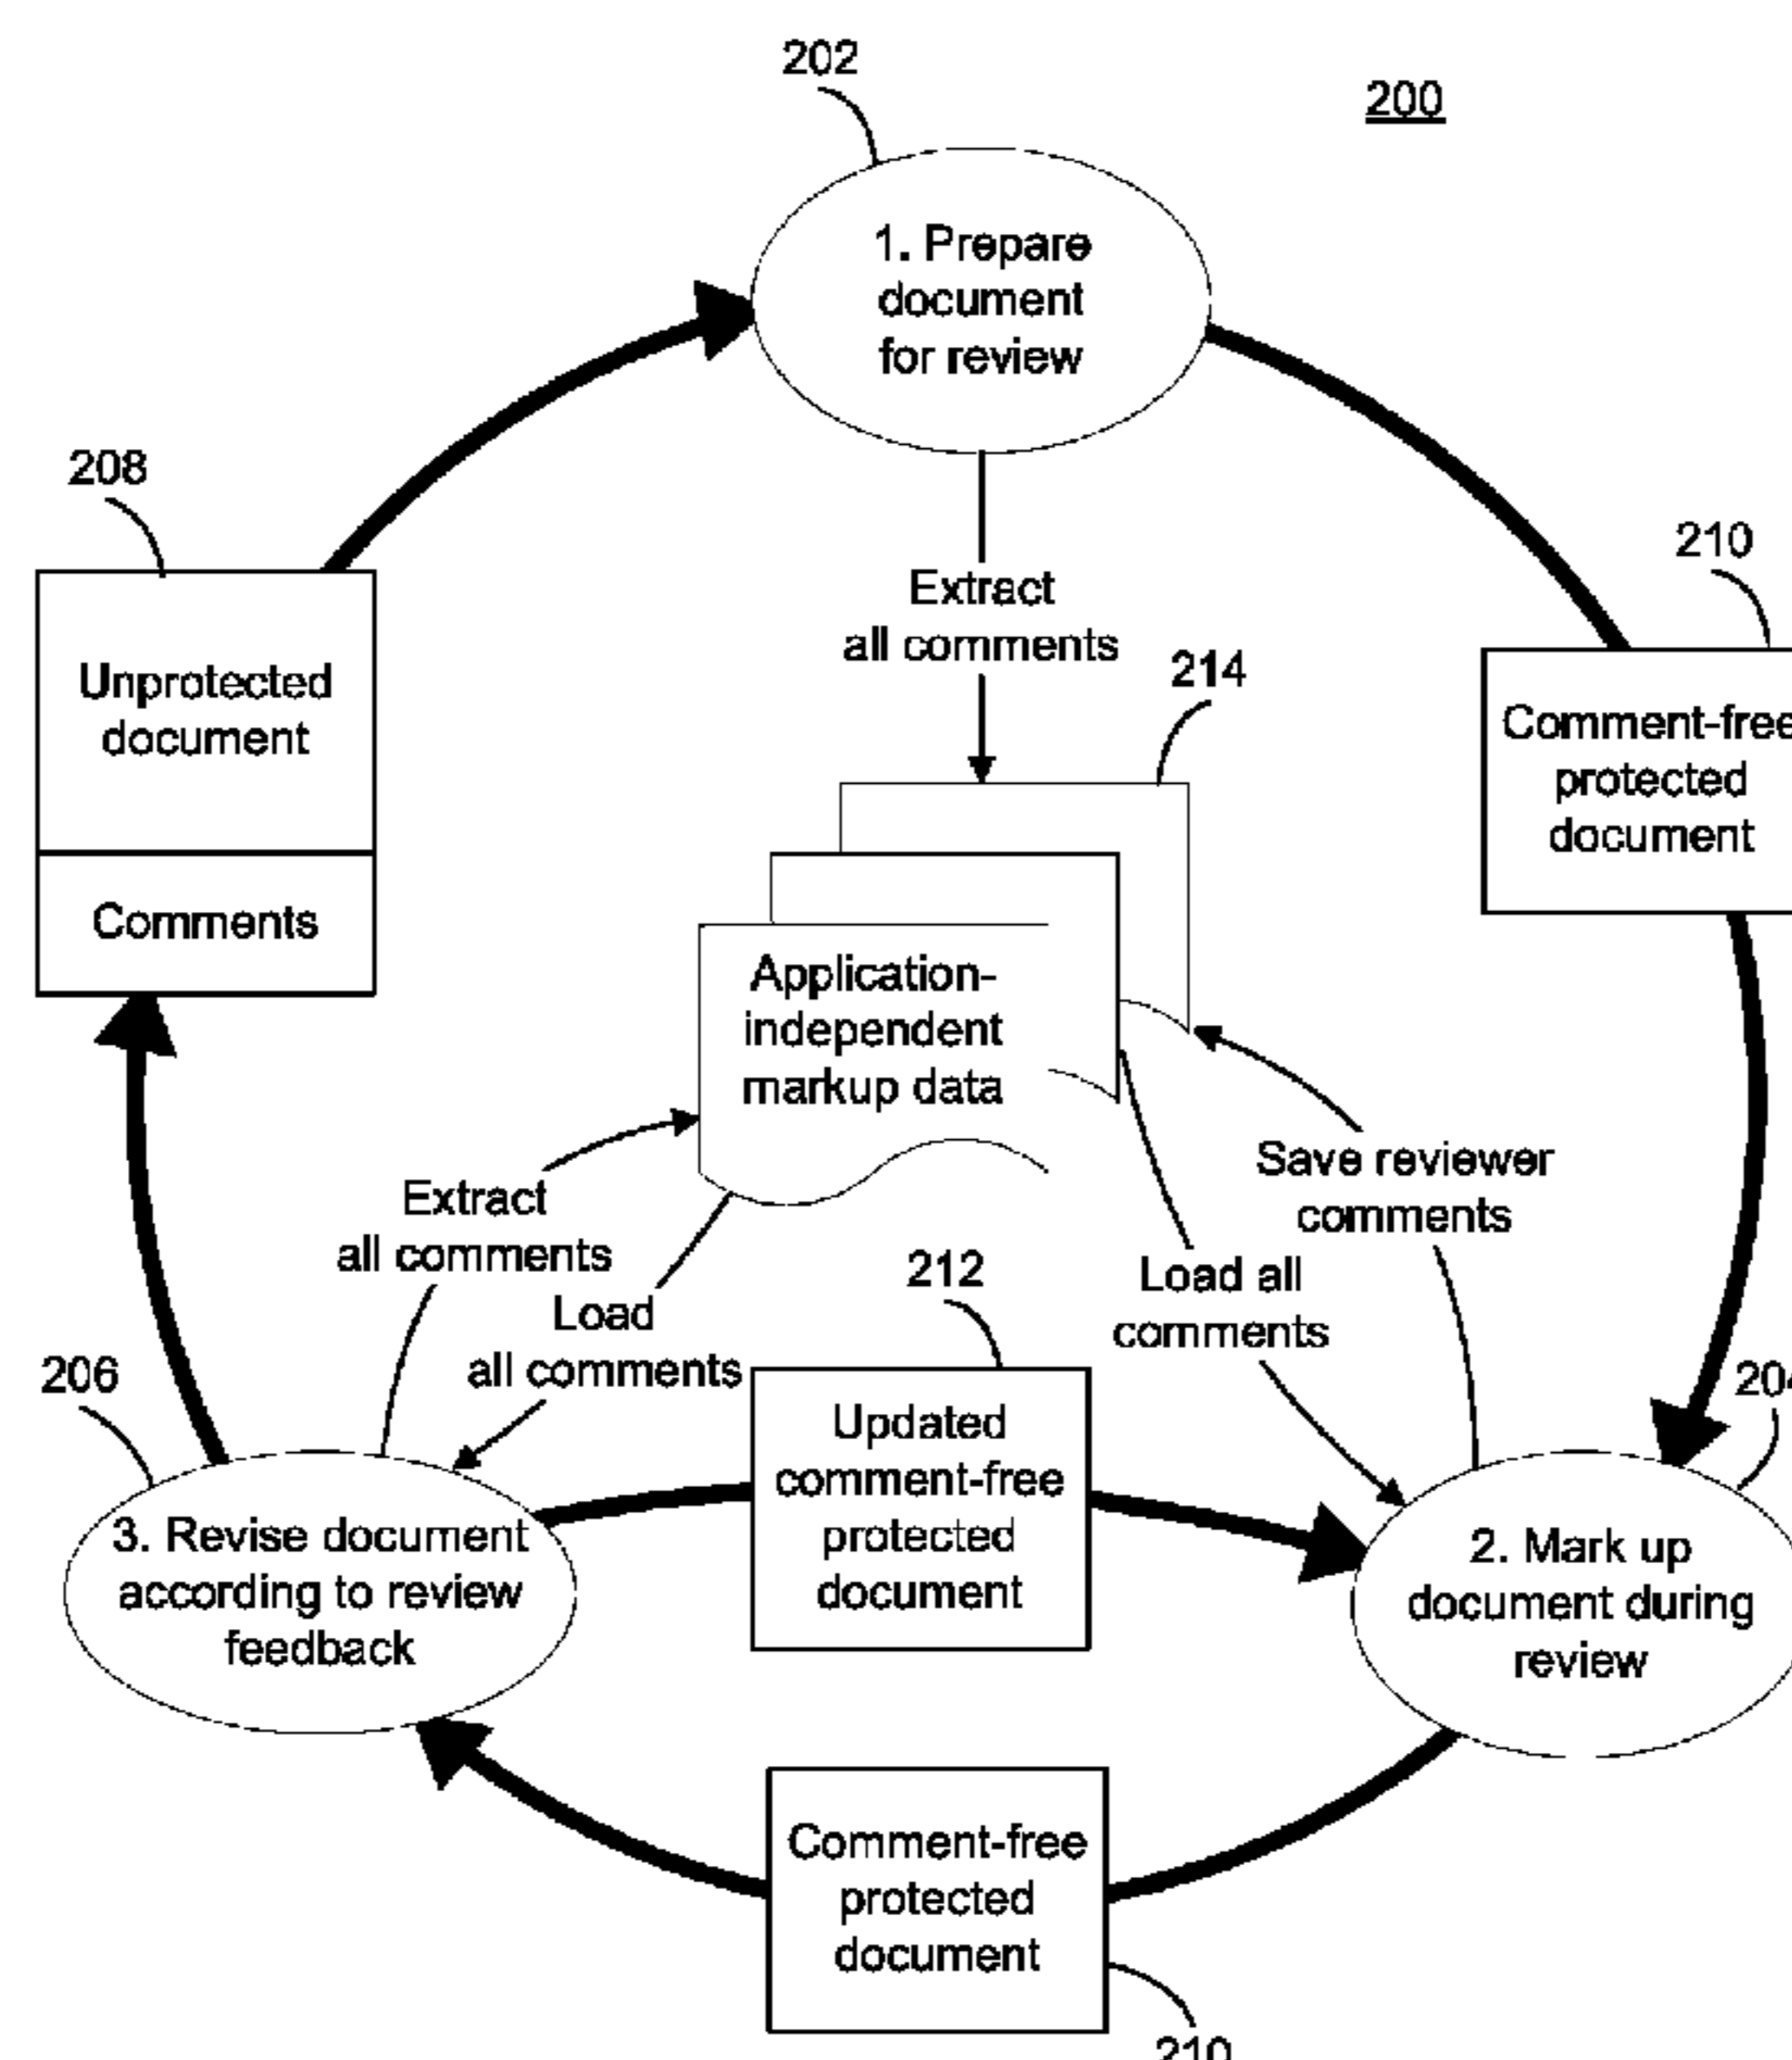 202
200
1. Prepare
document
for review
208
210
Unprotected
document
Comments
Extract
all comments
214
Comment-free
protected
document
Application-
independent
markup data
Save reviewer
comments
Extract
all comments
Load all
comments
Load
all comments
212
206
204
Updated
comment-free
protected
document
3. Revise document
according to review
feedback
2. Mark up
document during
review
Comment-free
protected
document
210